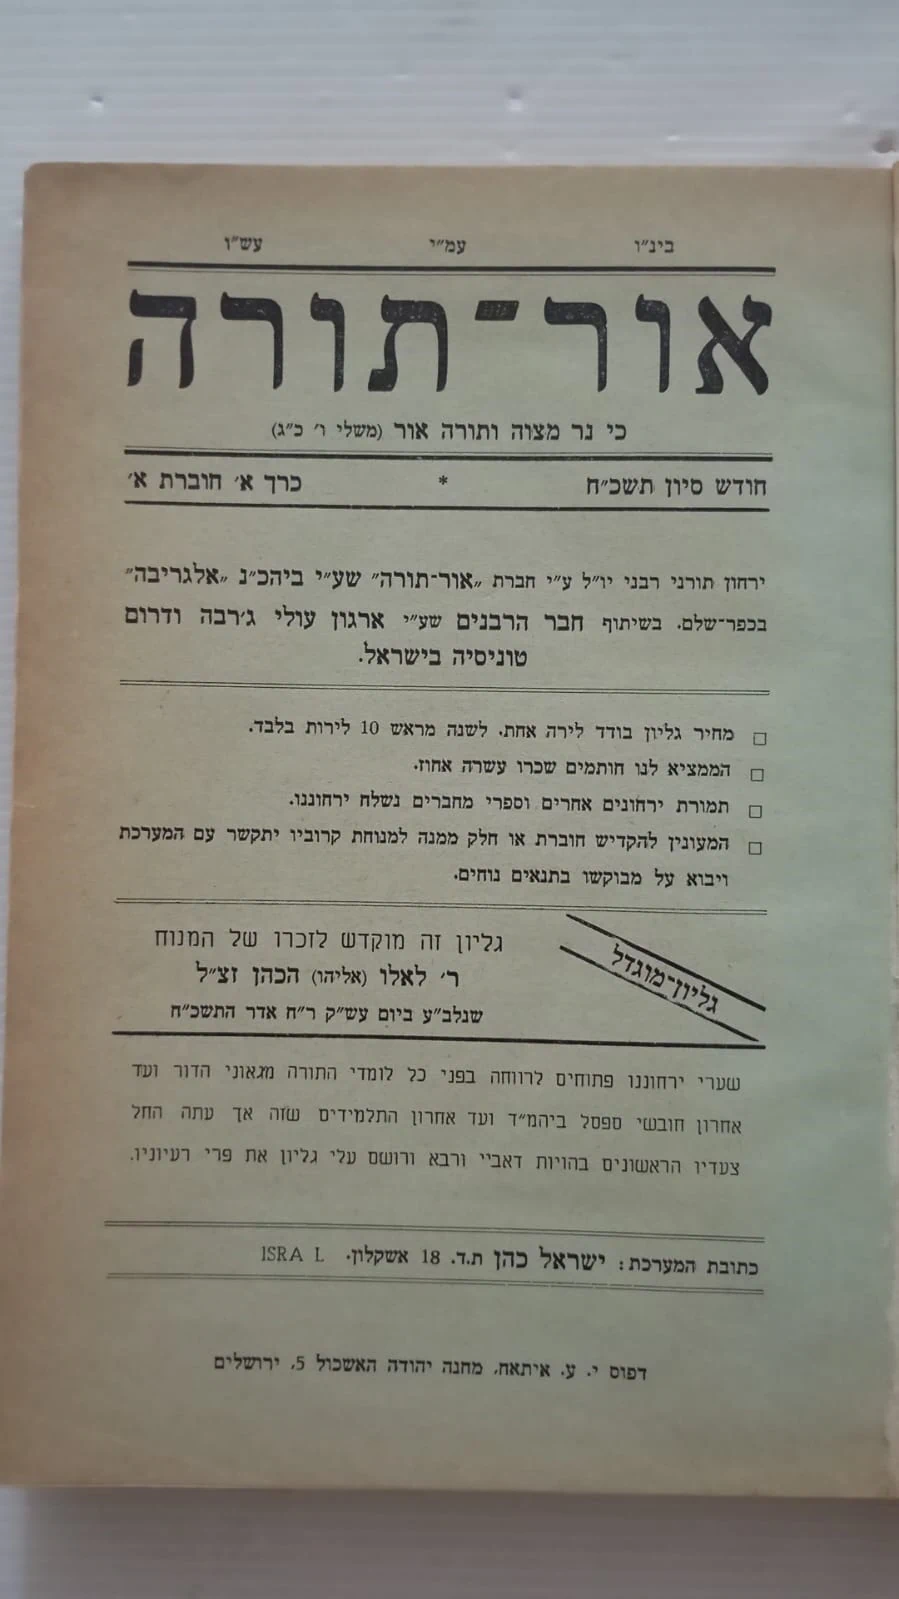 בינ"ו עמ"י עש"ו
אור־תורה
כי נר מצוה ותורה אור (משלי ו' כ"ג)
חודש סיון תשכ"ח * כרך א' חוברת א'
ירחון תורני רבני יו"ל ע"י חברת „אור־תורה" שע"י ביהכ"נ „אלגריבה"
בכפר־שלם. בשיתוף חבר הרבנים שע"י ארגון עולי ג'רבה ודרום
טוניסיה בישראל.
□ מחיר גליון בודד לירה אחת. לשנה מראש 10 לירות בלבד.
□ הממציא לנו חותמים שכרו עשרה אחוז.
□ תמורת ירחונים אחרים וספרי מחברים נשלח ירחוננו.
□ המעונין להקדיש חוברת או חלק ממנה למנוחת קרוביו יתקשר עם המערכת
ויבוא על מבוקשו בתנאים נוחים.
גליון־מוגדל
גליון זה מוקדש לזכרו של המנוח
ר' לאלו (אליהו) הכהן זצ"ל
שנלב"ע ביום עש"ק ר"ח אדר התשכ"ח
שערי ירחוננו פתוחים לרווחה בפני כל לומדי התורה מגאוני הדור ועד
אחרון חובשי ספסל ביהמ"ד ועד אחרון התלמידים שזה אך עתה החל
צעדיו הראשונים בהויות דאביי ורבא ורושם עלי גליון את פרי רעיוניו.
כתובת המערכת: ישראל כהן ת.ד. 18 אשקלון. ISRA L
דפוס י. ע. איתאח, מחנה יהודה האשכול 5, ירושלים